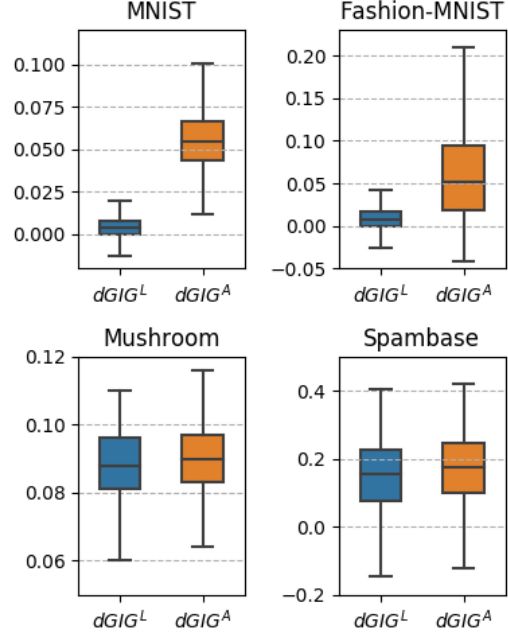 MNIST
0.100
0.075
0.050
0.025
0.000
dGIG^L dGIG^A
Fashion-MNIST
0.20
0.15
0.10
0.05
0.00
−0.05
dGIG^L dGIG^A
Mushroom
0.12
0.10
0.08
0.06
dGIG^L dGIG^A
Spambase
0.4
0.2
0.0
−0.2
dGIG^L dGIG^A